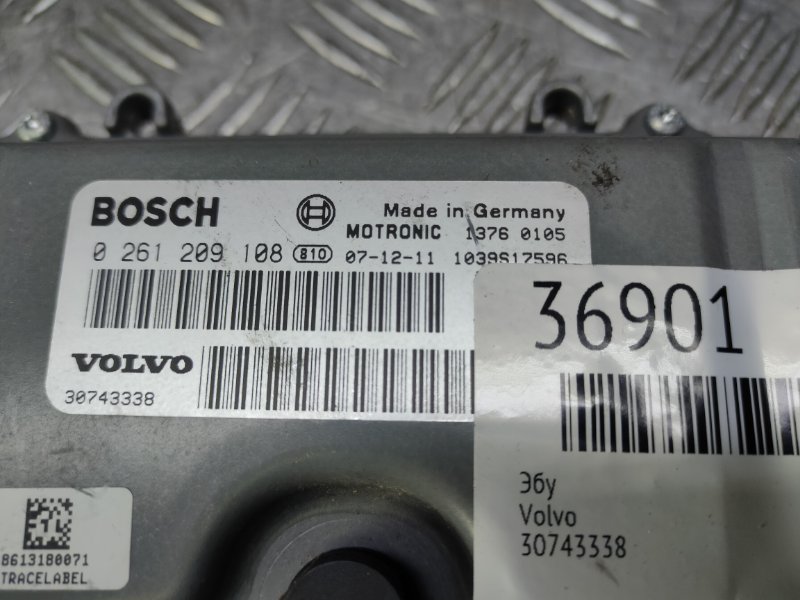 BOSCH
Made in Germany
MOTRONIC 1376 0105
0 261 209 108 810 07-12-11 1039S17596
VOLVO
30743338
36901
Эбу
Volvo
30743338
8613180071
TRACELABEL